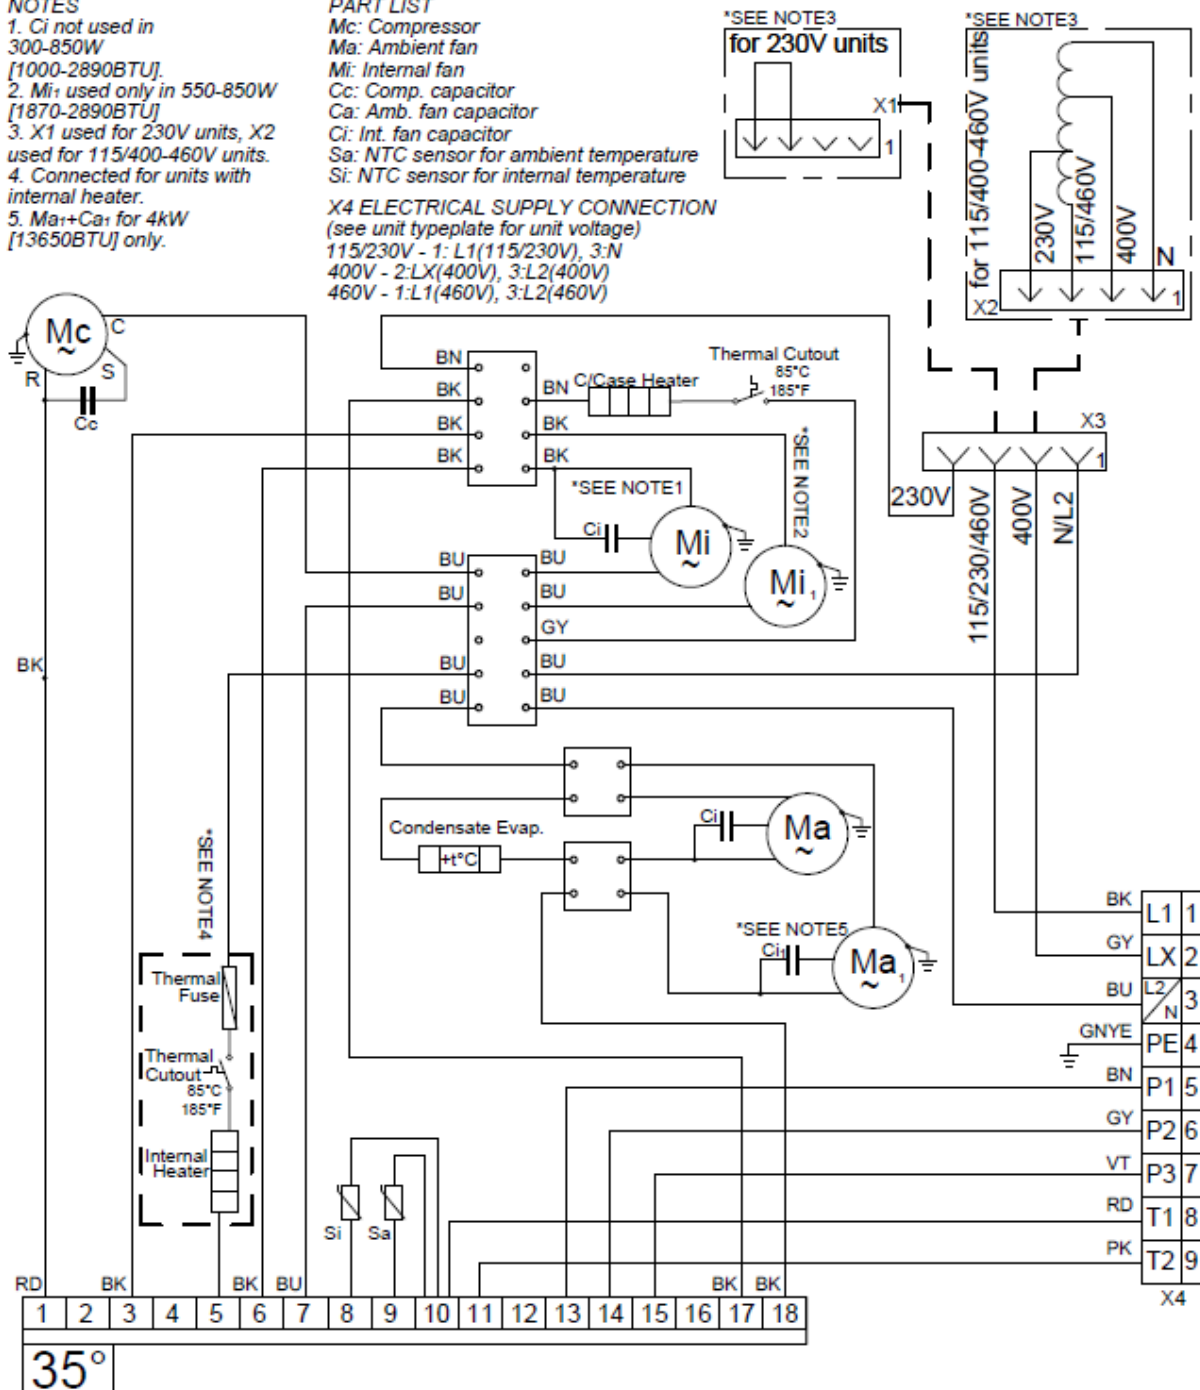 NOTES
1. Ci not used in
300-850W
[1000-2890BTU].
2. Mi₁ used only in 550-850W
[1870-2890BTU]
3. X1 used for 230V units, X2
used for 115/400-460V units.
4. Connected for units with
internal heater.
5. Ma₁+Ca₁ for 4kW
[13650BTU] only.
PART LIST
Mc: Compressor
Ma: Ambient fan
Mi: Internal fan
Cc: Comp. capacitor
Ca: Amb. fan capacitor
Ci: Int. fan capacitor
Sa: NTC sensor for ambient temperature
Si: NTC sensor for internal temperature
X4 ELECTRICAL SUPPLY CONNECTION
(see unit typeplate for unit voltage)
115/230V - 1: L1(115/230V), 3:N
400V - 2:LX(400V), 3:L2(400V)
460V - 1:L1(460V), 3:L2(460V)
*SEE NOTE3
for 230V units
X1
1
*SEE NOTE3
for 115/400-460V units
230V
115/460V
400V
N
X2
1
Mc
~
C
S
R
Cc
BN
BK
BK
BK
BN
BK
BK
C/Case Heater
Thermal Cutout
85°C
185°F
*SEE NOTE1
*SEE NOTE2
Ci
Mi
~
Mi₁
~
X3
1
230V
115/230/460V
400V
N/L2
BU
BU
BU
BU
BU
BU
GY
BU
BU
BK
Condensate Evap.
+t°C
Ci
Ma
~
*SEE NOTE5
Ci₁
Ma₁
~
*SEE NOTE4
Thermal
Fuse
Thermal
Cutout
85°C
185°F
Internal
Heater
Si
Sa
BK L1 1
GY LX 2
BU L2/N 3
GNYE PE 4
BN P1 5
GY P2 6
VT P3 7
RD T1 8
PK T2 9
X4
RD BK BK BU BK BK
1 2 3 4 5 6 7 8 9 10 11 12 13 14 15 16 17 18
35°